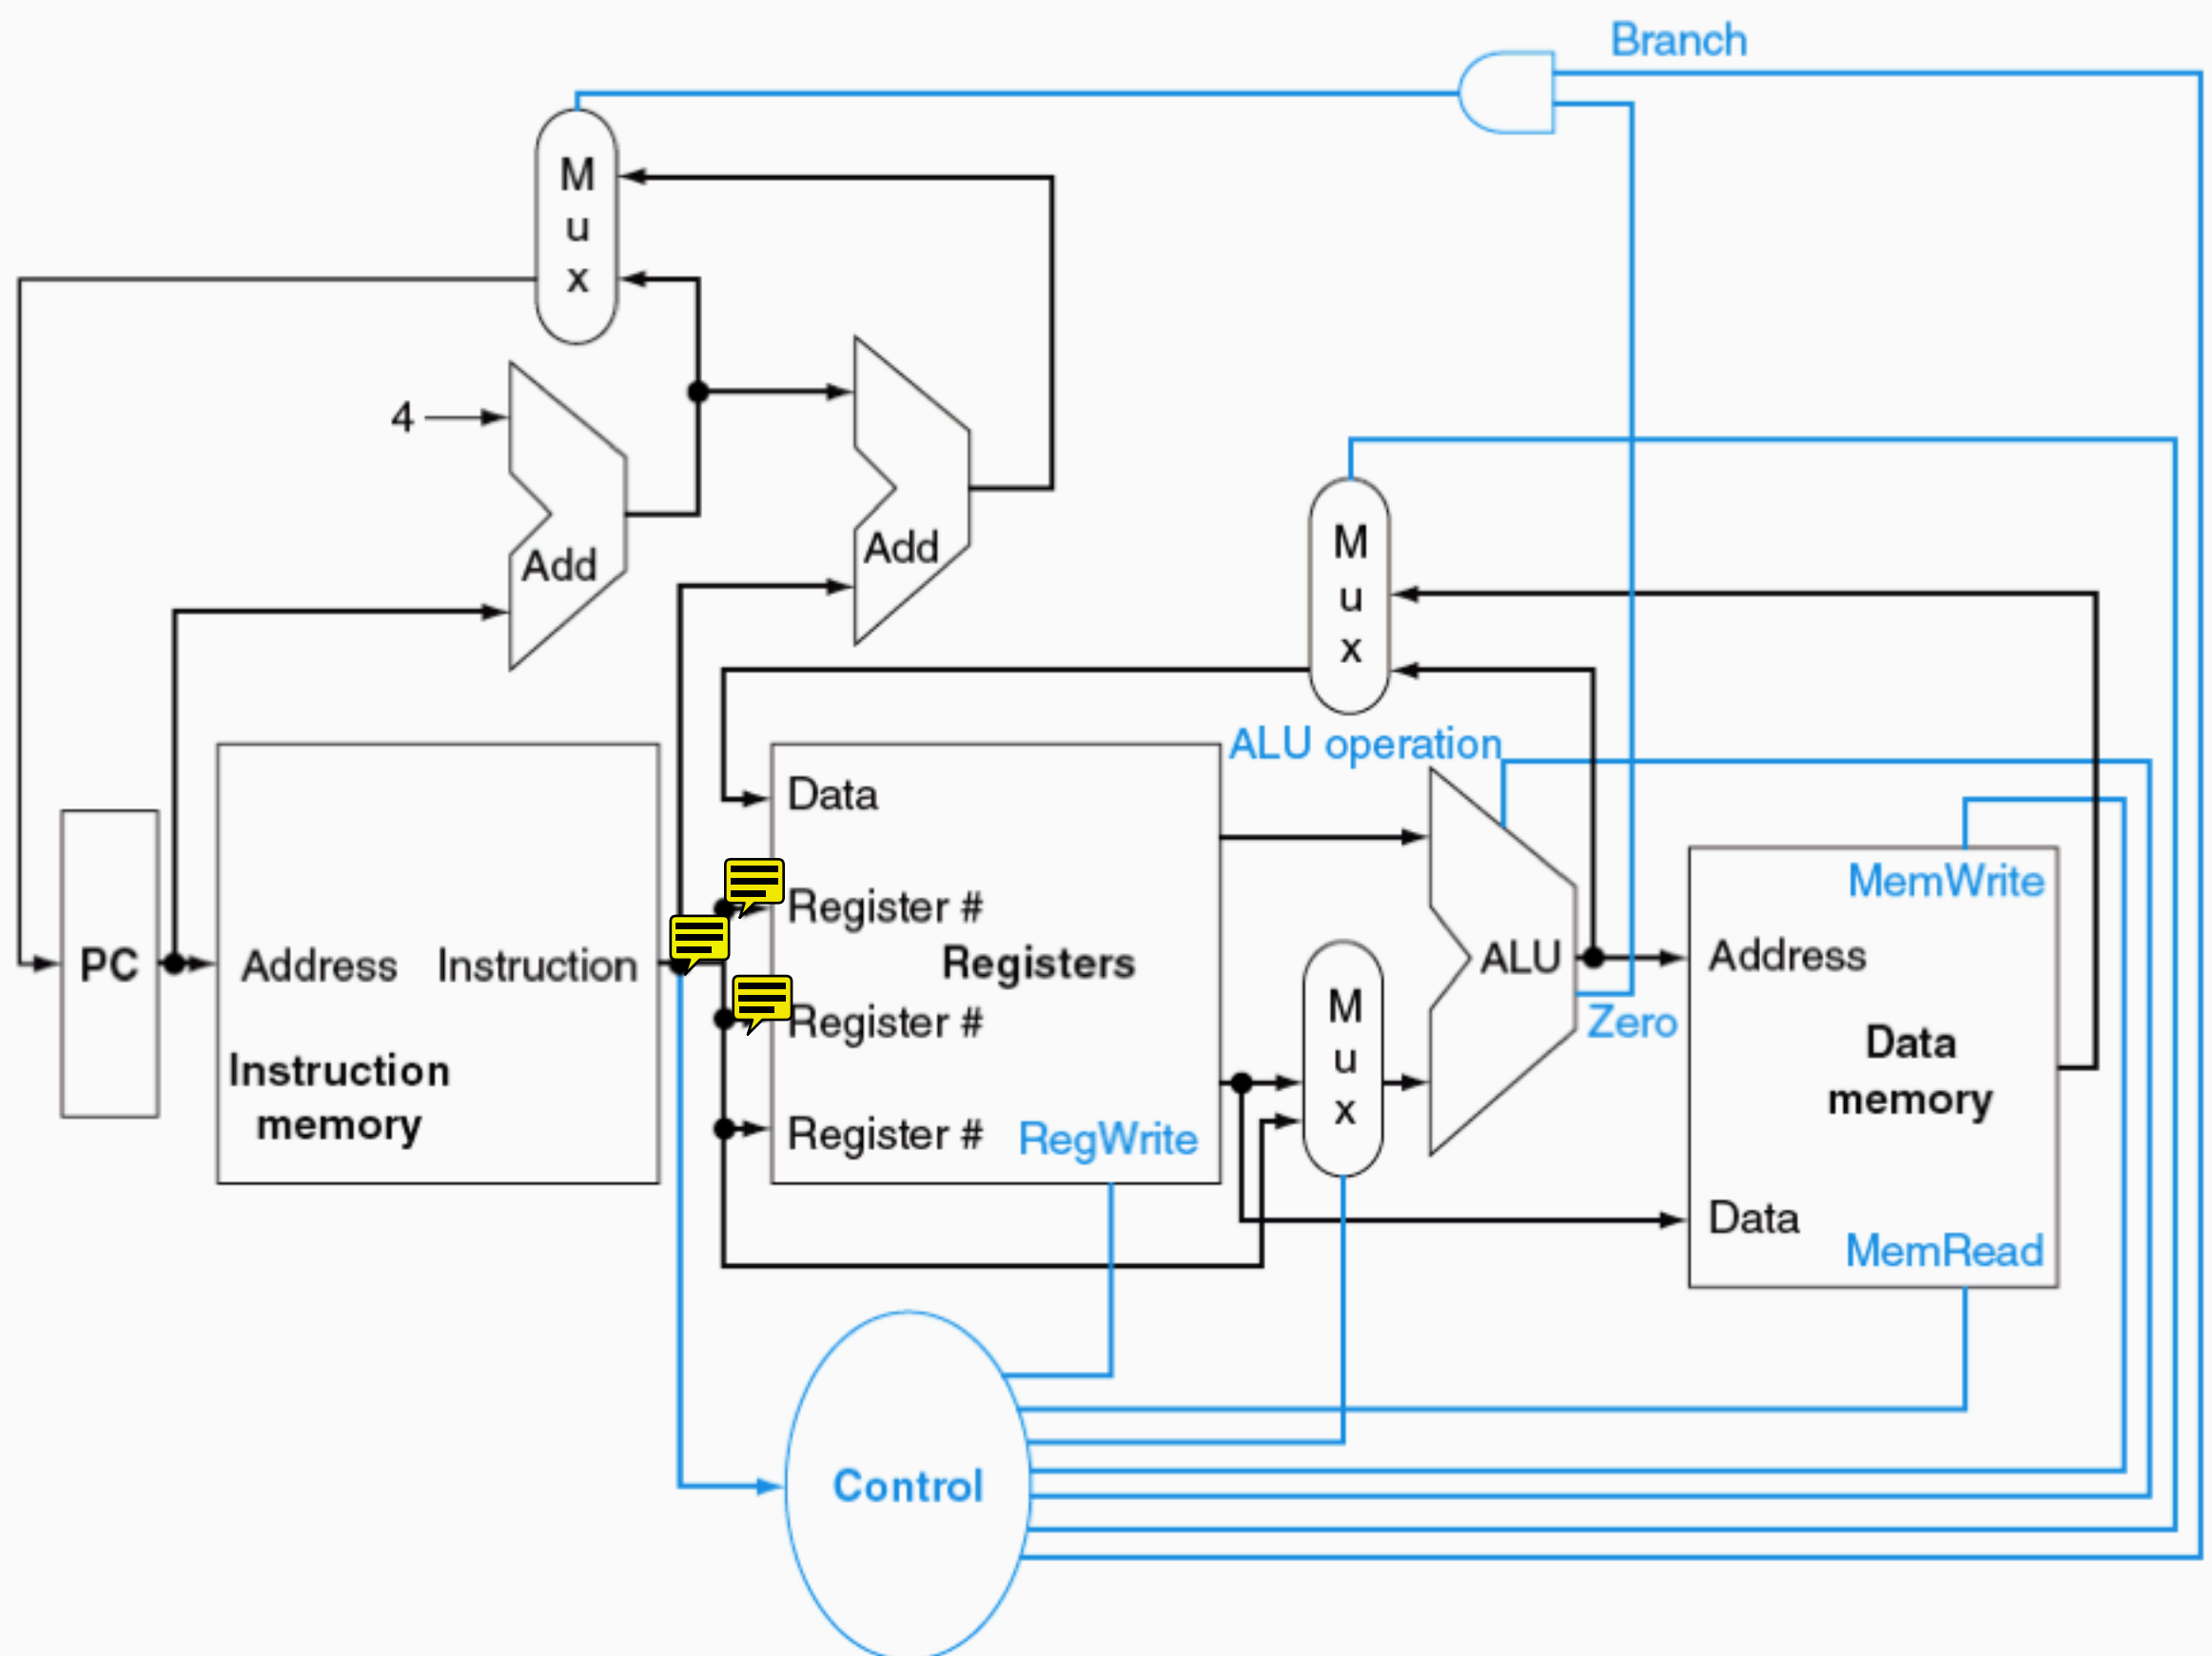 Branch
M
u
x
4
Add
Add
M
u
x
ALU operation
Data
MemWrite
Register #
PC
Address
Instruction
Registers
ALU
Address
Register #
M
u
x
Zero
Data
memory
Instruction
memory
Register #
RegWrite
Data
MemRead
Control